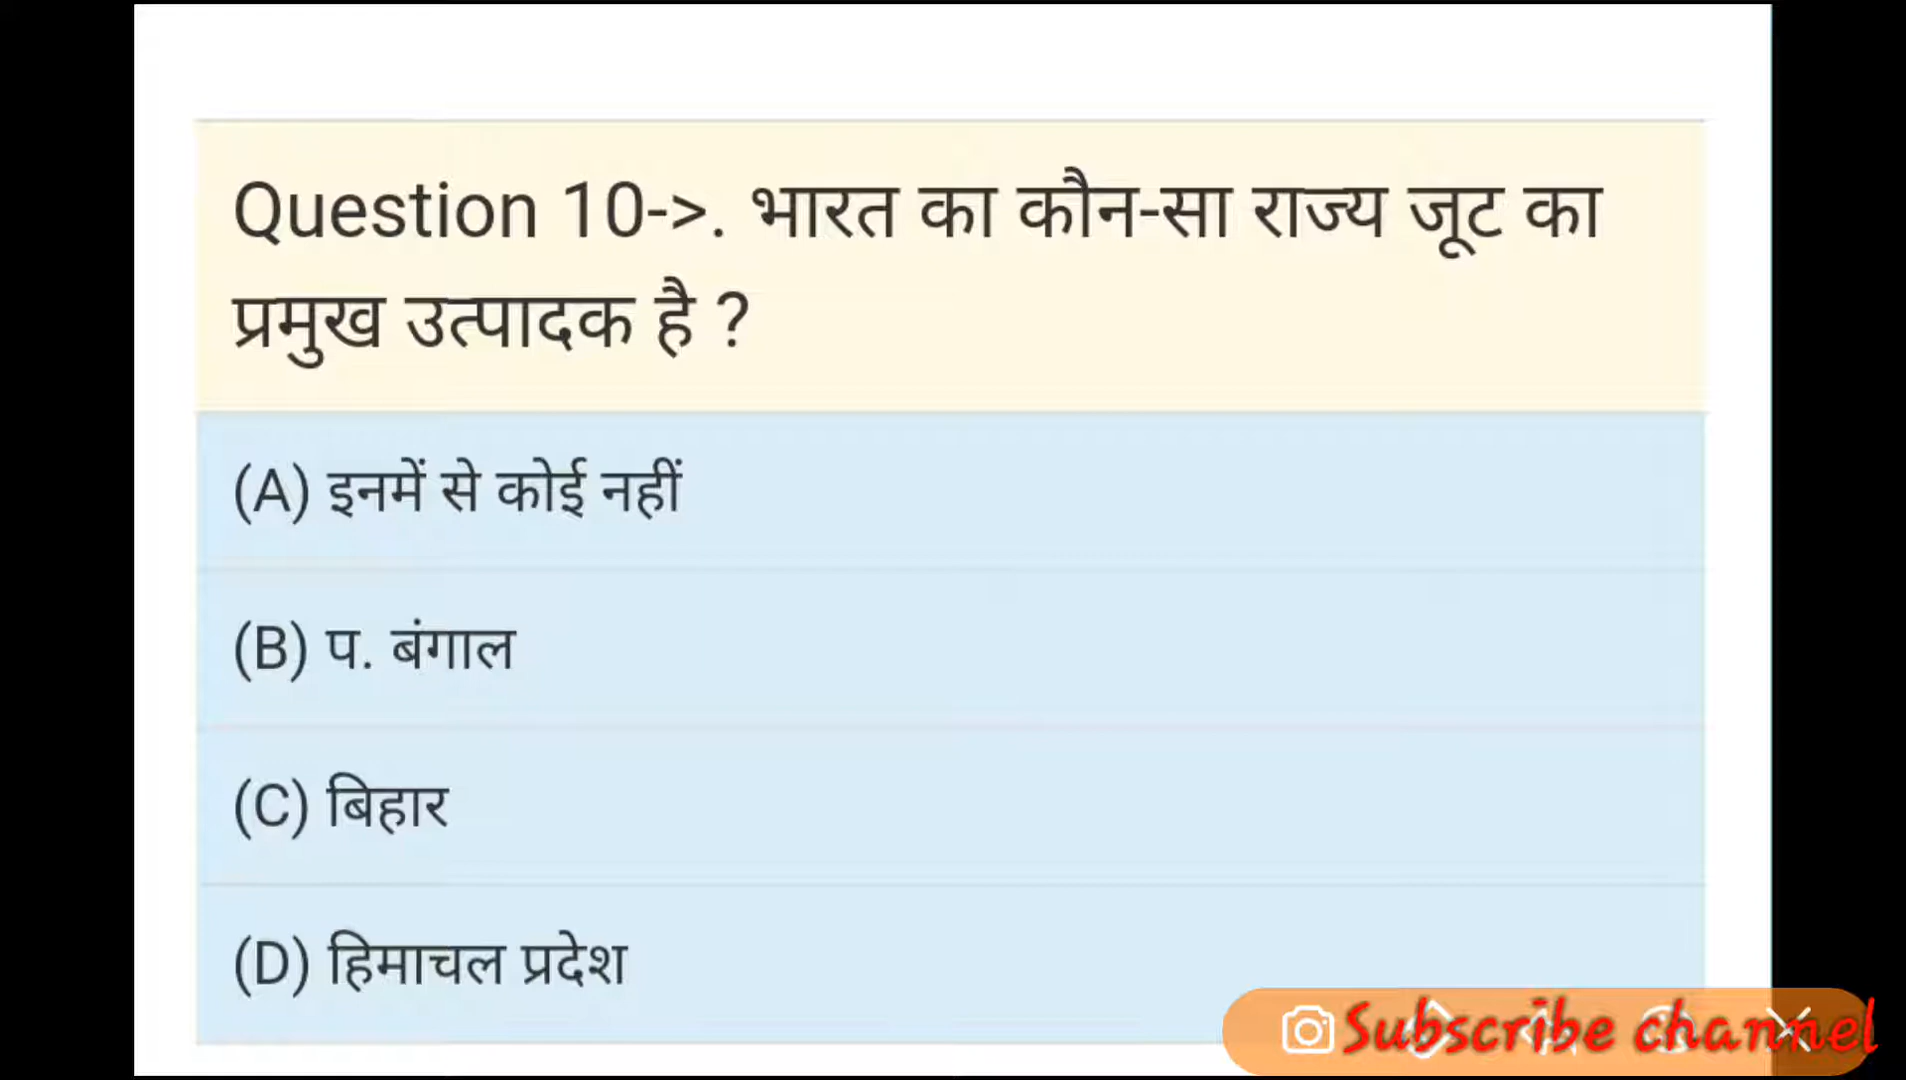 Question 10->. भारत का कौन-सा राज्य जूट का
प्रमुख उत्पादक है ?
(A) इनमें से कोई नहीं
(B) प. बंगाल
(C) बिहार
(D) हिमाचल प्रदेश
Subscribe channel